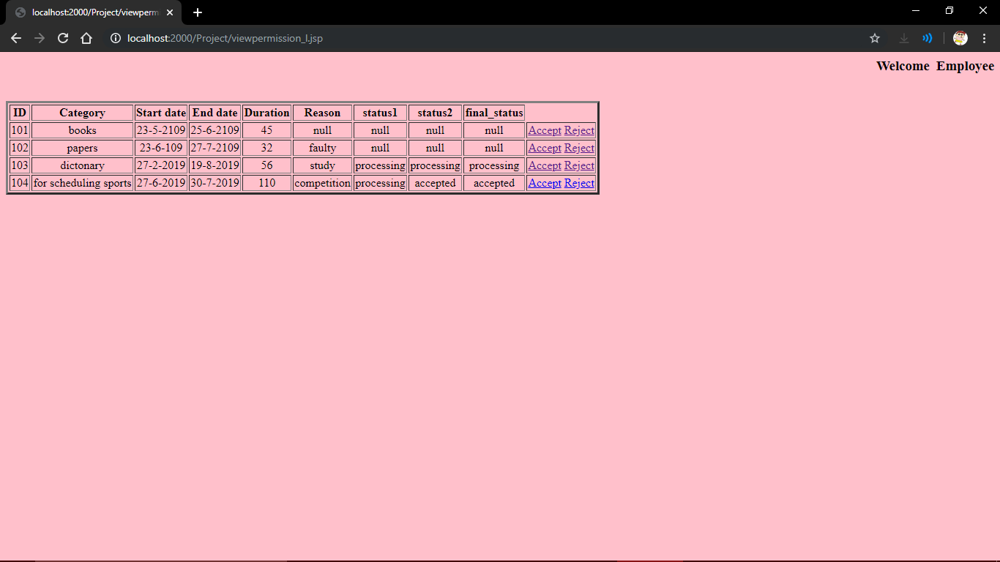 localhost:2000/Project/viewpermi
localhost:2000/Project/viewpermission_l.jsp
Welcome Employee
ID Category Start date End date Duration Reason status1 status2 final_status
101 books 23-5-2109 25-6-2109 45 null null null null Accept Reject
102 papers 23-6-109 27-7-2109 32 faulty null null null Accept Reject
103 dictonary 27-2-2019 19-8-2019 56 study processing processing processing Accept Reject
104 for scheduling sports 27-6-2019 30-7-2019 110 competition processing accepted accepted Accept Reject